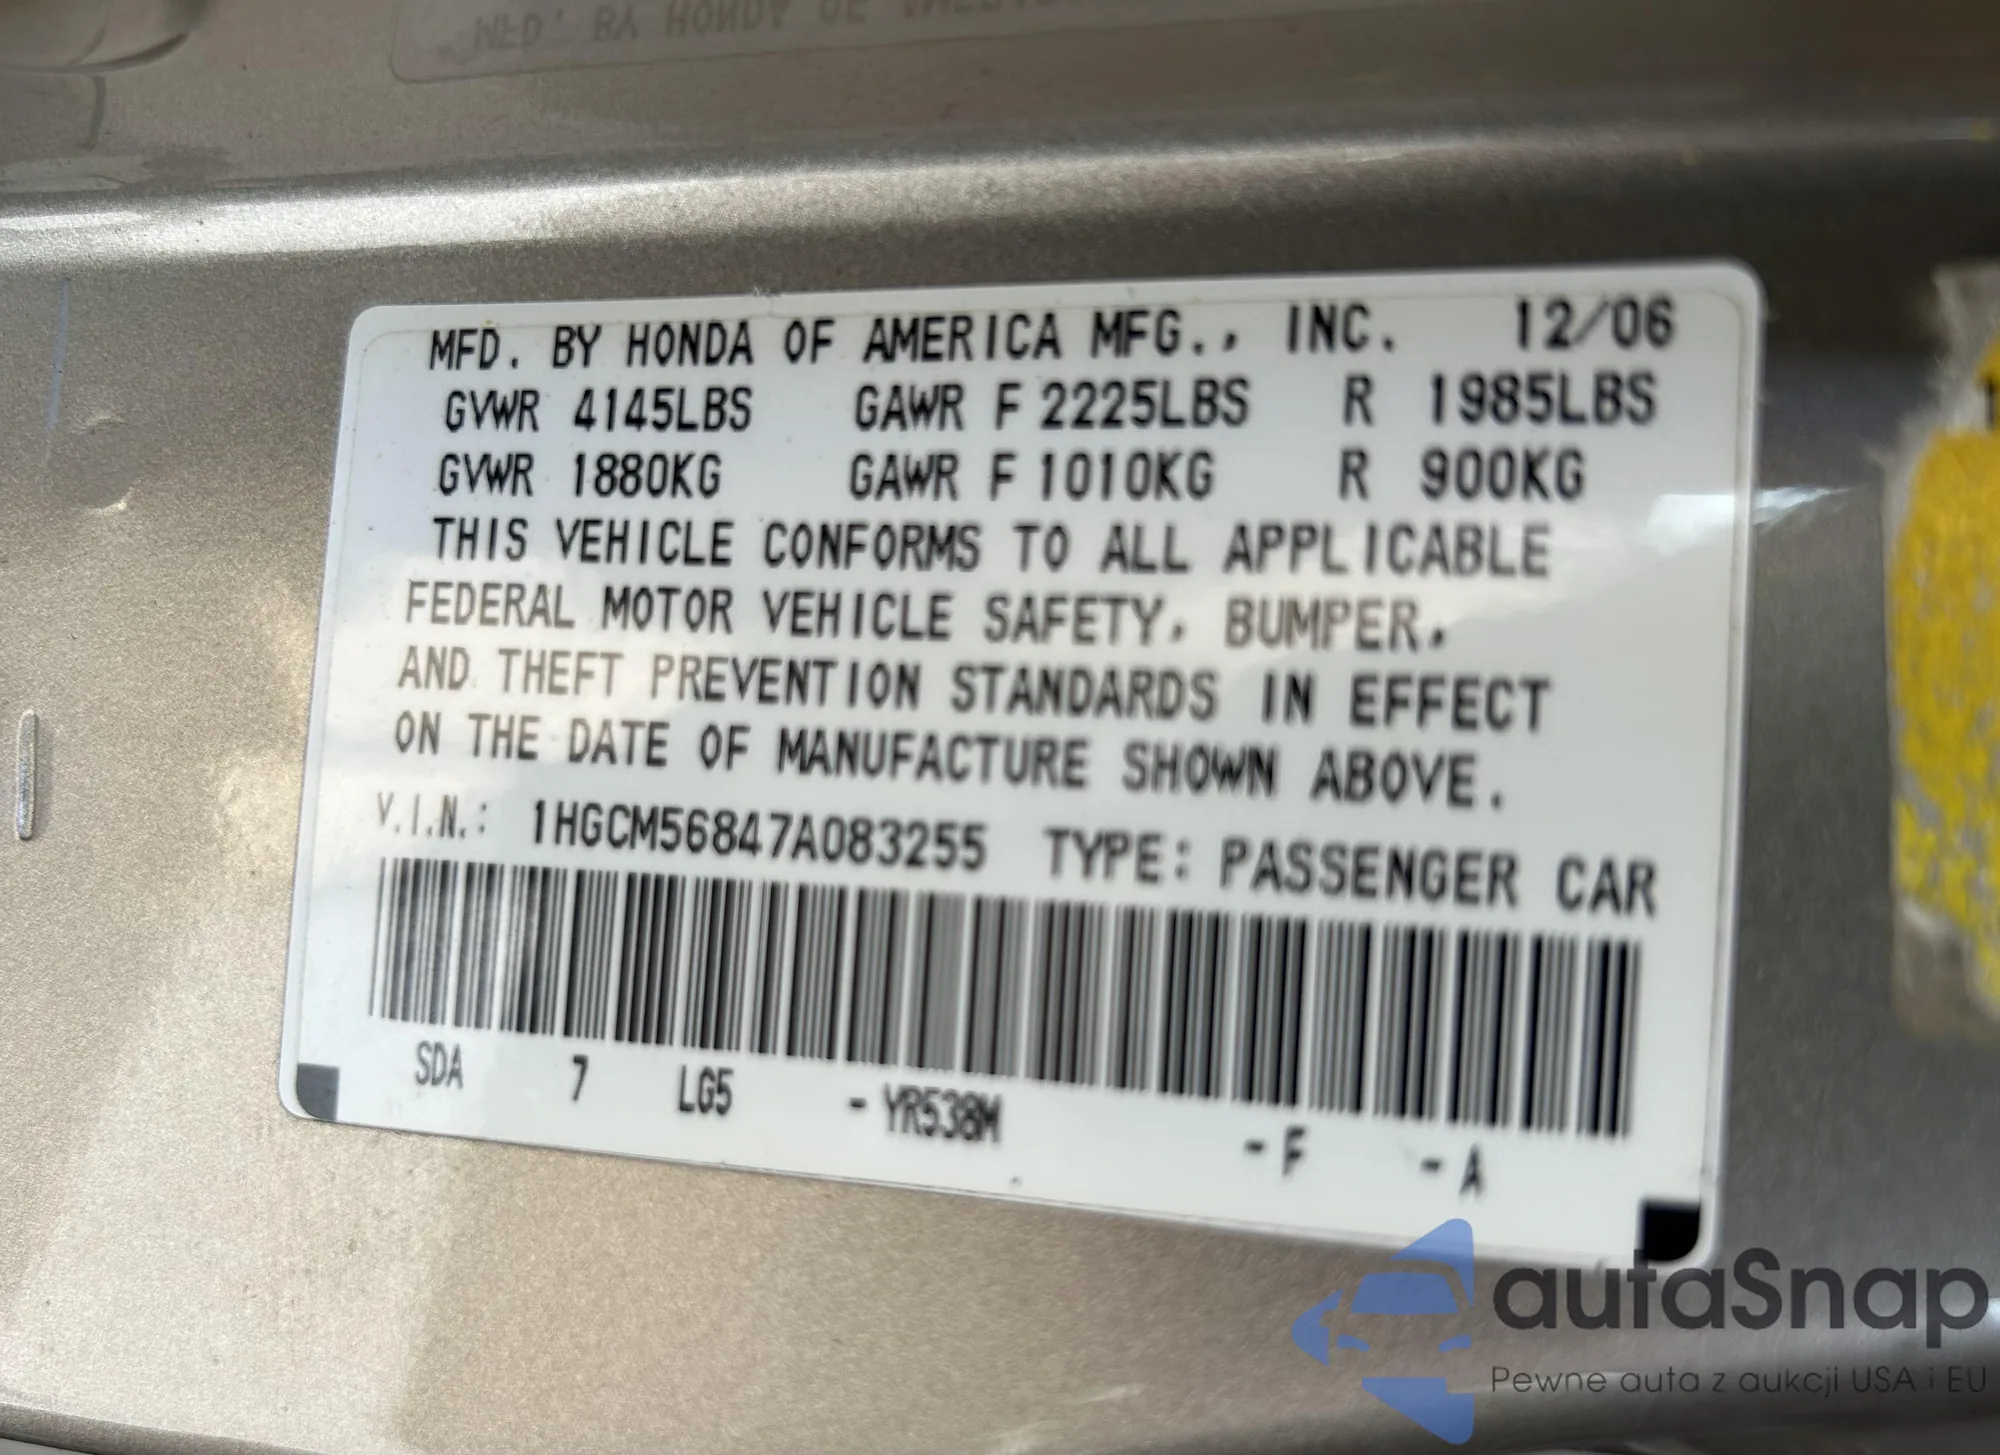 MFD. BY HONDA OF AMERICA MFG., INC. 12/06
GVWR 4145LBS GAWR F 2225LBS R 1985LBS
GVWR 1880KG GAWR F 1010KG R 900KG
THIS VEHICLE CONFORMS TO ALL APPLICABLE
FEDERAL MOTOR VEHICLE SAFETY, BUMPER,
AND THEFT PREVENTION STANDARDS IN EFFECT
ON THE DATE OF MANUFACTURE SHOWN ABOVE.
V.I.N.: 1HGCM56847A083255 TYPE: PASSENGER CAR
SDA 7 LG5 - YR538M - F - A
autaSnap
Pewne auta z aukcji USA i EU